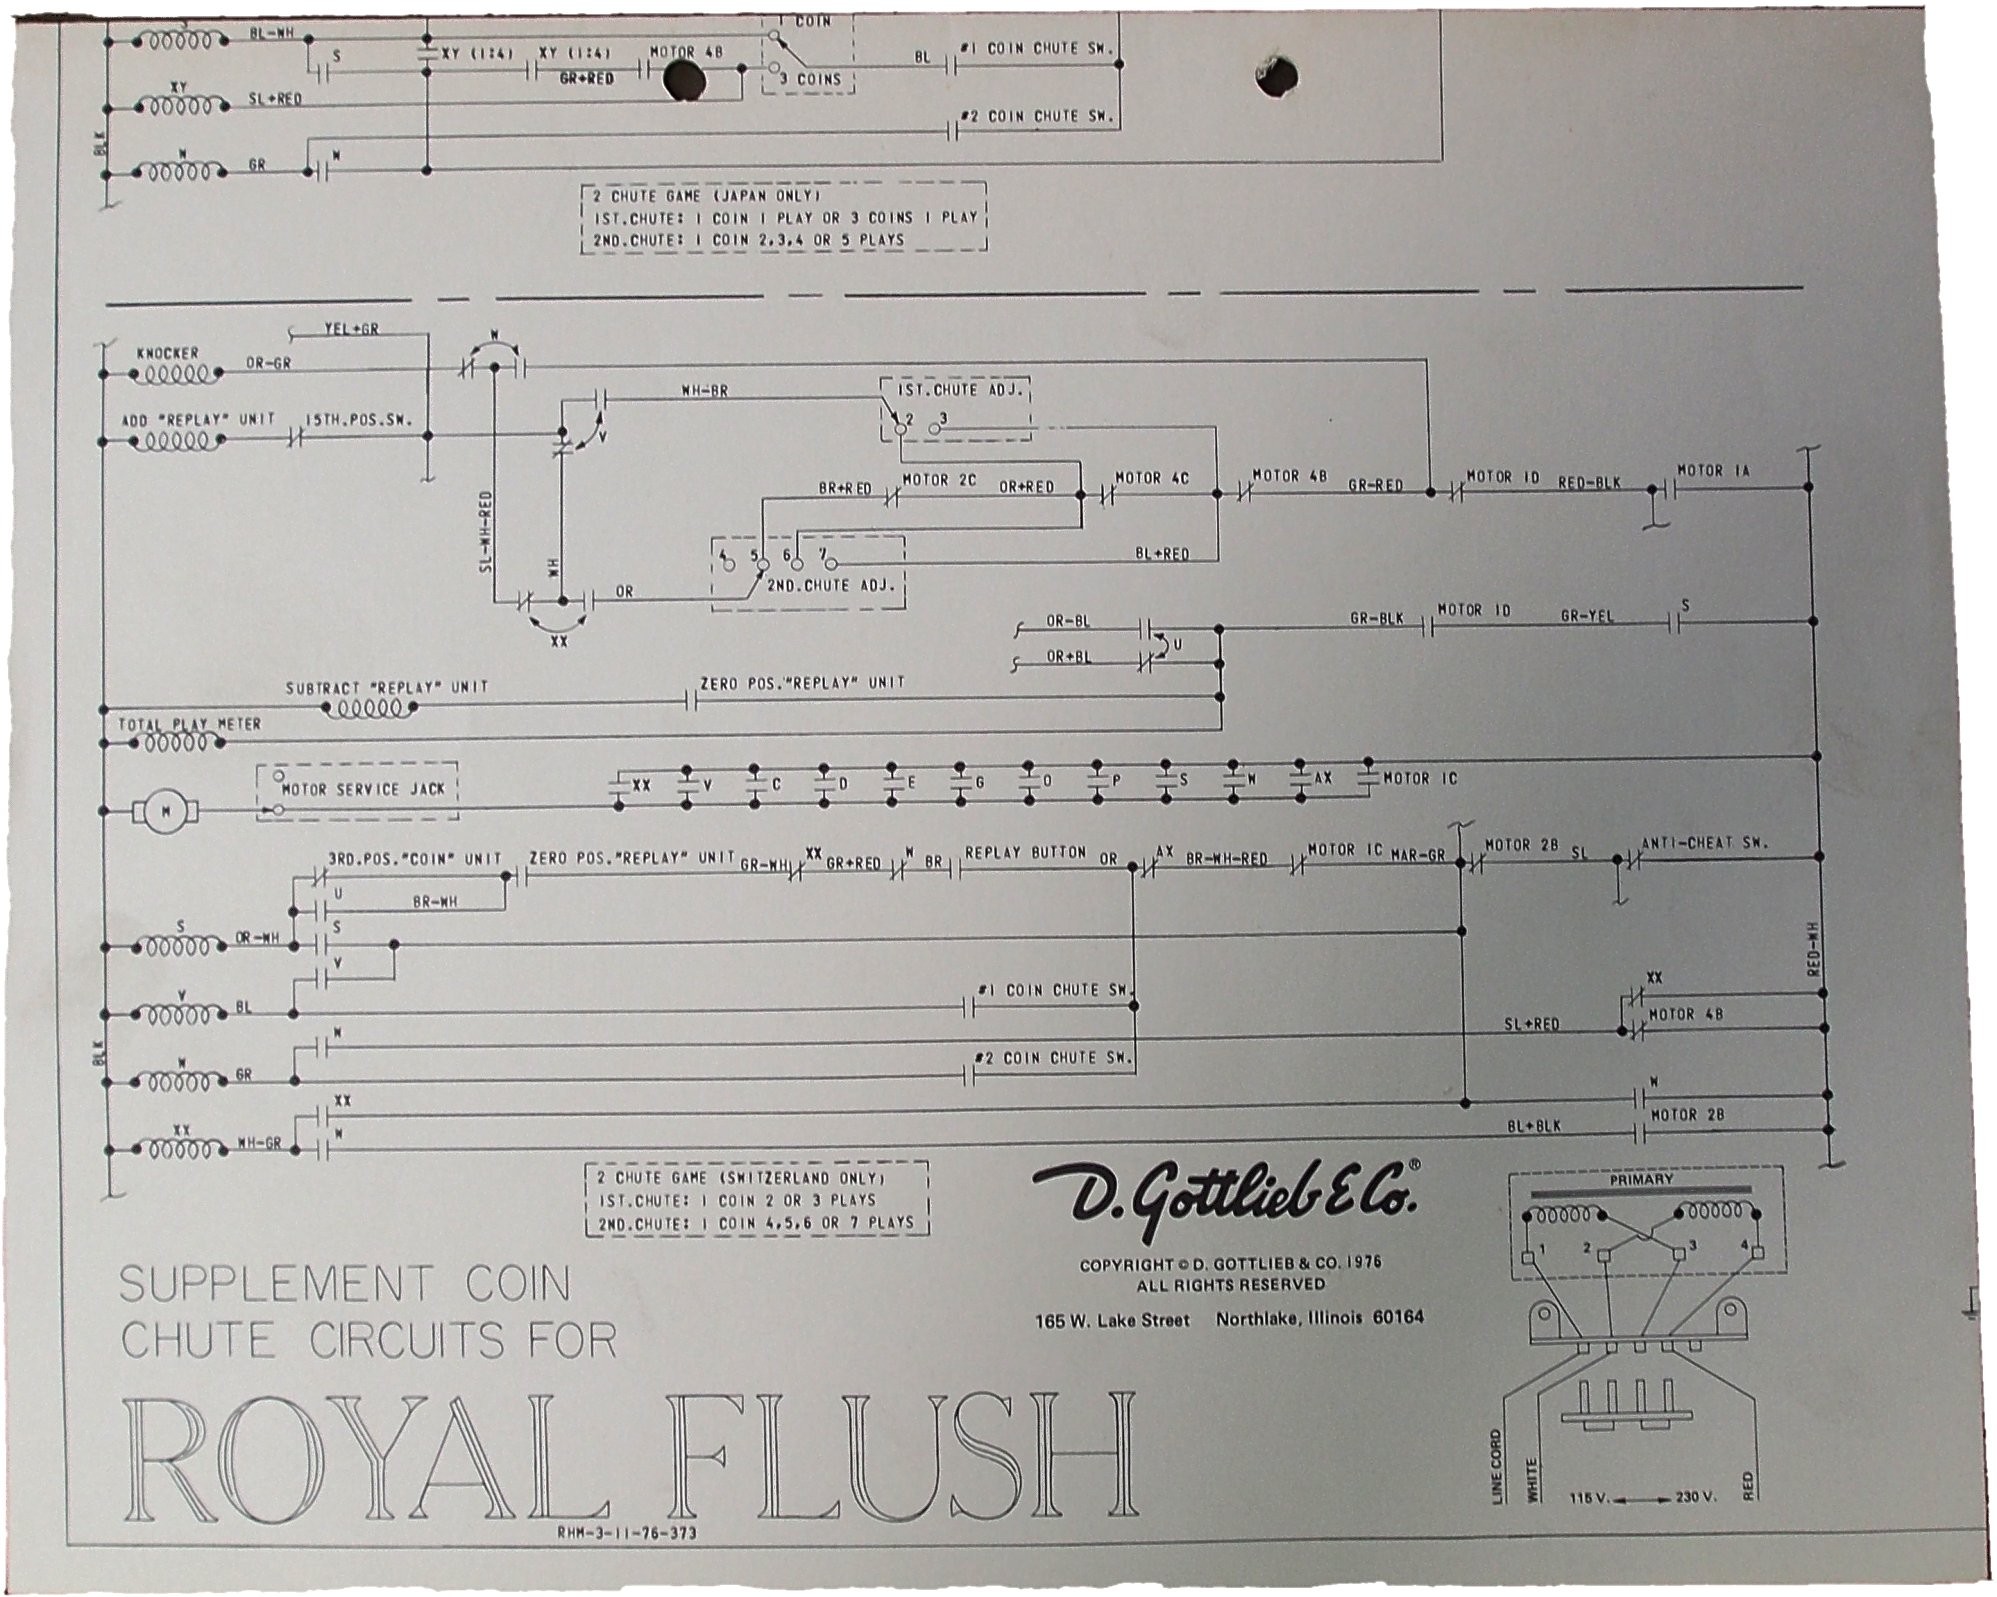 1 COIN
BL-WH
S
XY (1:4)
XY (1:4)
MOTOR 4B
GR+RED
3 COINS
BL
#1 COIN CHUTE SW.
XY
SL+RED
#2 COIN CHUTE SW.
BLK
W
GR
W
2 CHUTE GAME (JAPAN ONLY)
1ST.CHUTE: 1 COIN 1 PLAY OR 3 COINS 1 PLAY
2ND.CHUTE: 1 COIN 2,3,4 OR 5 PLAYS
YEL+GR
W
KNOCKER
OR-GR
WH-BR
1ST.CHUTE ADJ.
2 3
ADD "REPLAY" UNIT
15TH.POS.SW.
V
BR+RED
MOTOR 2C
OR+RED
MOTOR 4C
MOTOR 4B
GR-RED
MOTOR 1D
RED-BLK
MOTOR 1A
SL-WH-RED
WH
4 5 6 7
BL+RED
OR
2ND.CHUTE ADJ.
XX
OR-BL
U
OR+BL
GR-BLK
MOTOR 1D
GR-YEL
S
SUBTRACT "REPLAY" UNIT
ZERO POS."REPLAY" UNIT
TOTAL PLAY METER
M
MOTOR SERVICE JACK
XX
V
C
D
E
G
O
P
S
W
AX
MOTOR 1C
3RD.POS."COIN" UNIT
ZERO POS."REPLAY" UNIT
GR-WH
XX
GR+RED
W
BR
REPLAY BUTTON
OR
AX
BR-WH-RED
MOTOR 1C
MAR-GR
MOTOR 2B
SL
ANTI-CHEAT SW.
U
BR-WH
S
OR-WH
S
V
RED-WH
V
BL
#1 COIN CHUTE SW.
XX
W
SL+RED
MOTOR 4B
BLK
W
GR
#2 COIN CHUTE SW.
XX
W
XX
WH-GR
W
BL+BLK
MOTOR 2B
2 CHUTE GAME (SWITZERLAND ONLY)
1ST.CHUTE: 1 COIN 2 OR 3 PLAYS
2ND.CHUTE: 1 COIN 4,5,6 OR 7 PLAYS
D. Gottlieb & Co.®
COPYRIGHT © D. GOTTLIEB & CO. 1976
ALL RIGHTS RESERVED
165 W. Lake Street Northlake, Illinois 60164
PRIMARY
1 2 3 4
LINE CORD
WHITE
RED
115 V. 230 V.
SUPPLEMENT COIN
CHUTE CIRCUITS FOR
ROYAL FLUSH
RHM-3-11-76-373